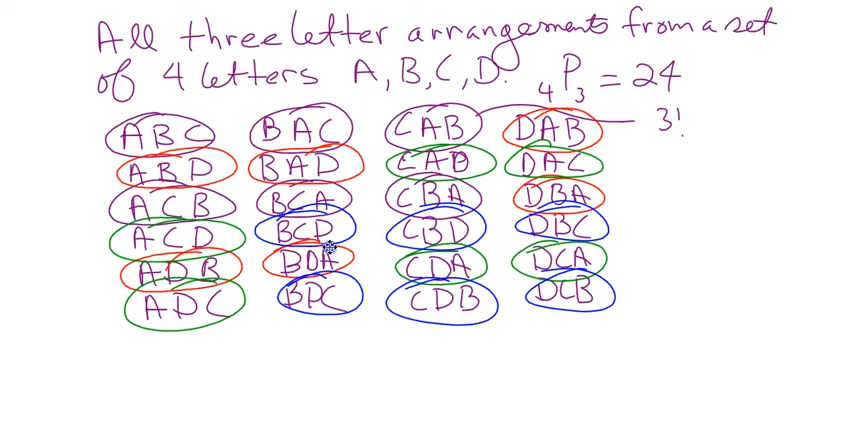 All three letter arrangements from a set
of 4 letters A, B, C, D. ₄P₃ = 24
ABC BAC CAB DAB 3!
ABD BAD CAD DAC
ACB BCA CBA DBA
ACD BCD CBD DBC
ADB BDA CDA DCA
ADC BDC CDB DCB